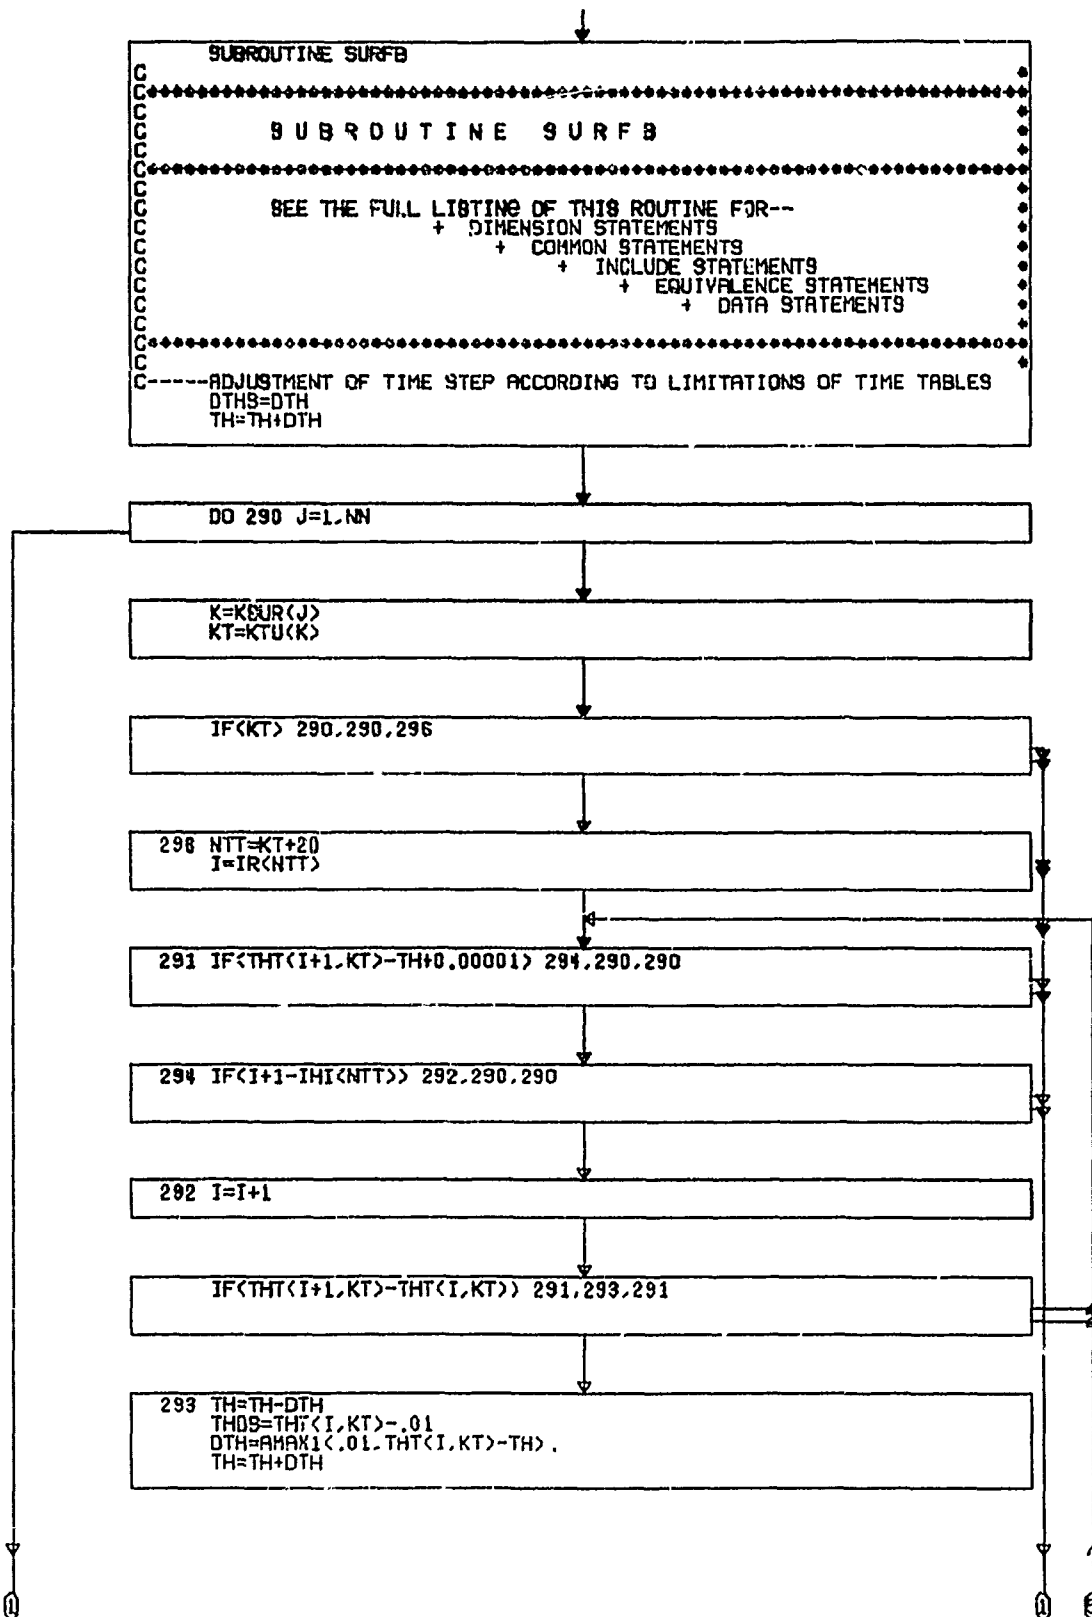 SUBROUTINE SURFB
C *
C**********************************************************************
C *
C SUBROUTINE SURFB *
C *
C**********************************************************************
C *
C SEE THE FULL LISTING OF THIS ROUTINE FOR-- *
C + DIMENSION STATEMENTS *
C + COMMON STATEMENTS *
C + INCLUDE STATEMENTS *
C + EQUIVALENCE STATEMENTS *
C + DATA STATEMENTS *
C *
C**********************************************************************
C *
C-----ADJUSTMENT OF TIME STEP ACCORDING TO LIMITATIONS OF TIME TABLES
DTHS=DTH
TH=TH+DTH
DO 290 J=1,NN
K=KSUR(J)
KT=KTU(K)
IF(KT) 290,290,296
296 NTT=KT+20
I=IR(NTT)
291 IF(THT(I+1,KT)-TH+0.00001) 294,290,290
294 IF(I+1-IHI(NTT)) 292,290,290
292 I=I+1
IF(THT(I+1,KT)-THT(I,KT)) 291,293,291
293 TH=TH-DTH
THDS=THT(I,KT)-.01
DTH=AMAX1(.01,THT(I,KT)-TH).
TH=TH+DTH
1 1